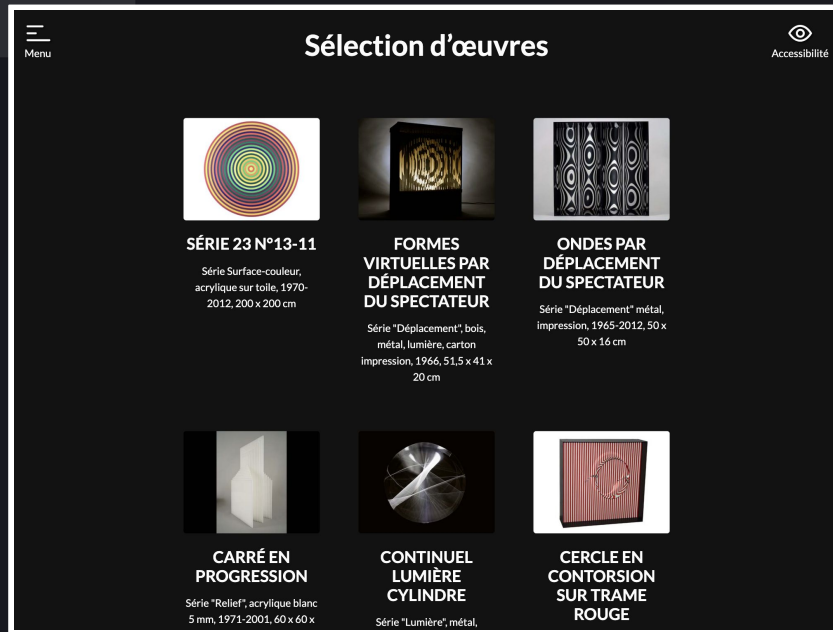 Menu
Sélection d'œuvres
Accessibilité
SÉRIE 23 N°13-11
Série Surface-couleur,
acrylique sur toile, 1970-
2012, 200 x 200 cm
FORMES
VIRTUELLES PAR
DÉPLACEMENT
DU SPECTATEUR
Série "Déplacement", bois,
métal, lumière, carton
impression, 1966, 51,5 x 41 x
20 cm
ONDES PAR
DÉPLACEMENT
DU SPECTATEUR
Série "Déplacement" métal,
impression, 1965-2012, 50 x
50 x 16 cm
CARRÉ EN
PROGRESSION
Série "Relief", acrylique blanc
5 mm, 1971-2001, 60 x 60 x
CONTINUEL
LUMIÈRE
CYLINDRE
Série "Lumière", métal,
CERCLE EN
CONTORSION
SUR TRAME
ROUGE